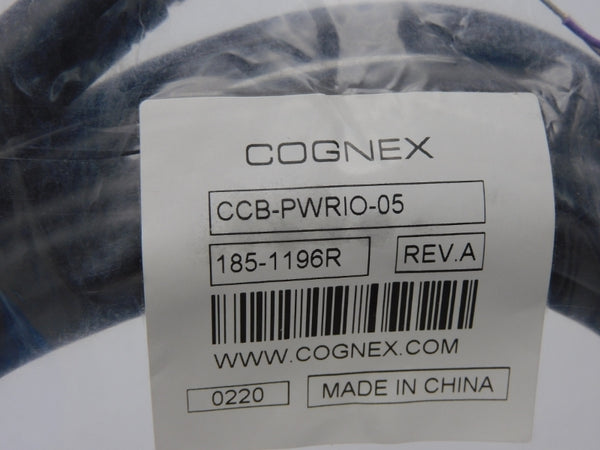 COGNEX
CCB-PWRIO-05
185-1196R REV.A
WWW.COGNEX.COM
0220 MADE IN CHINA